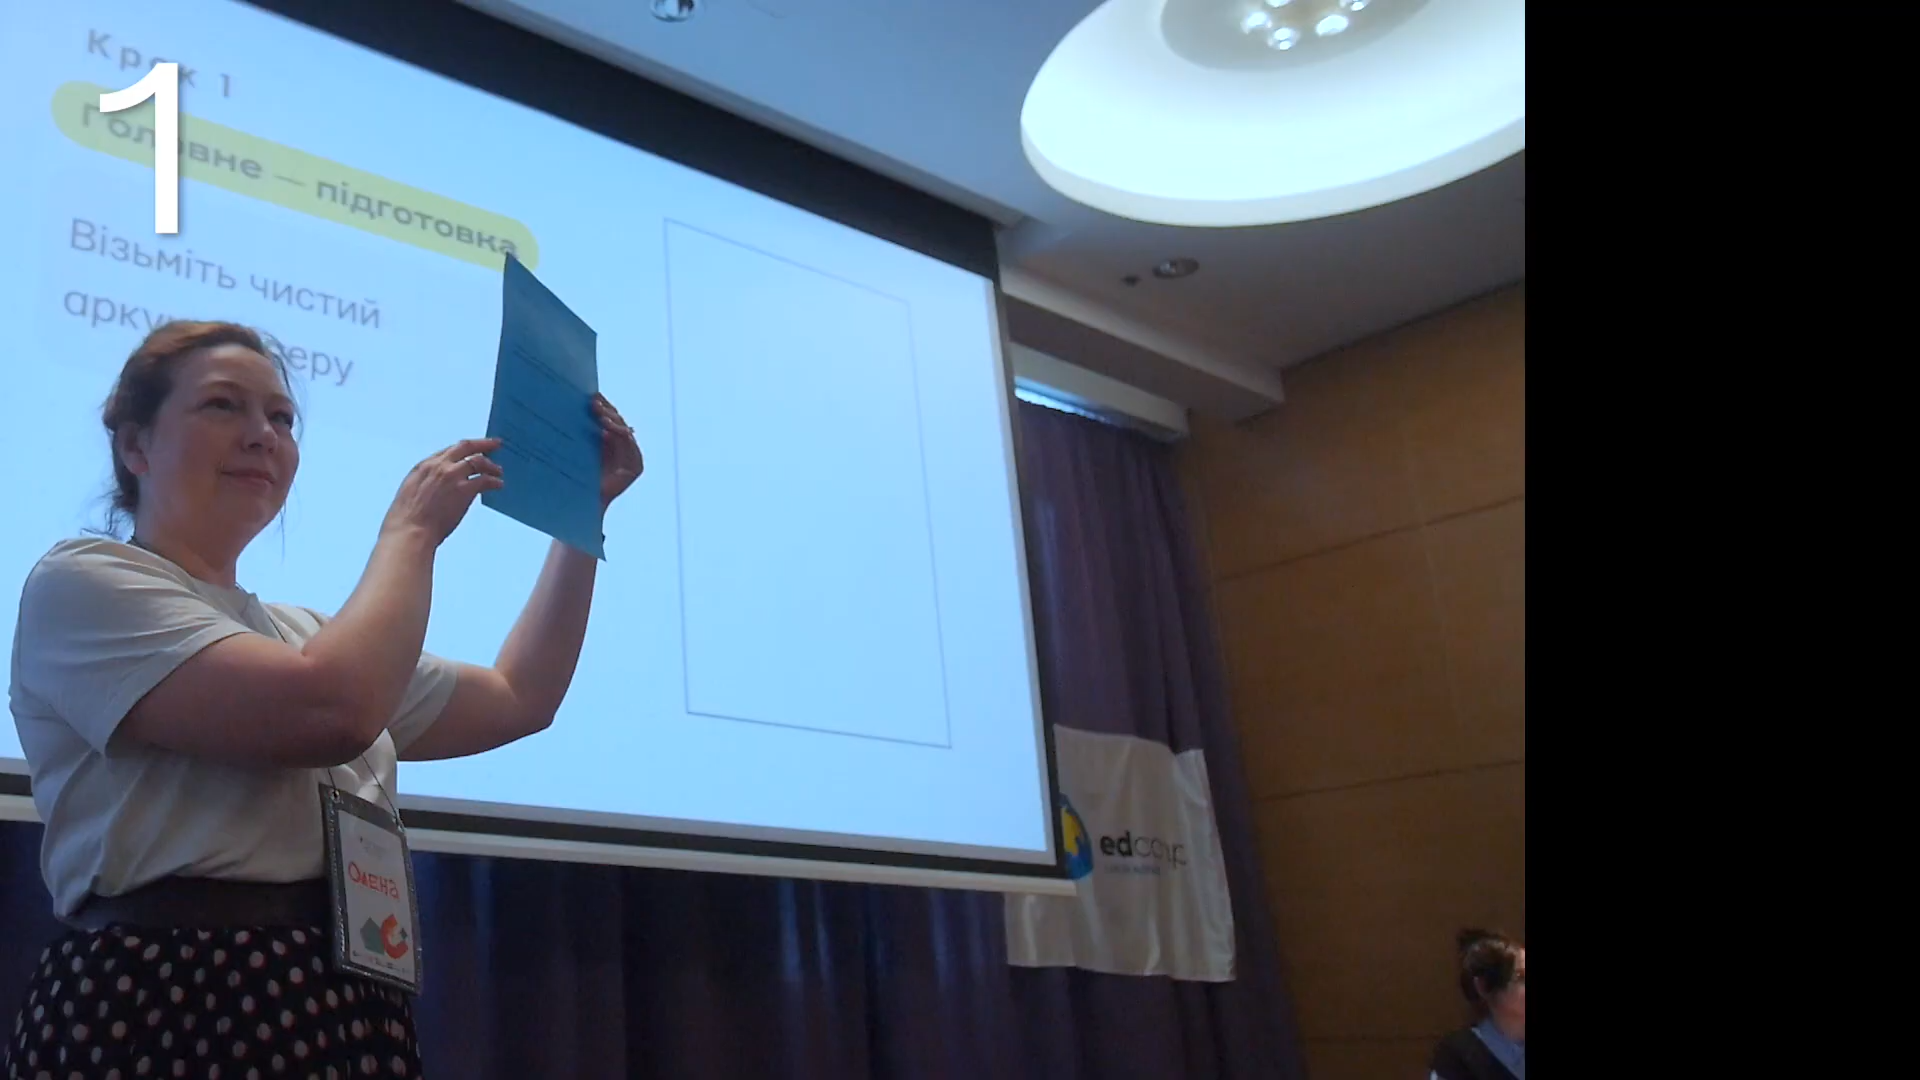 Крок 1
1
Головне — підготовка
Візьміть чистий
edcamp
Олена